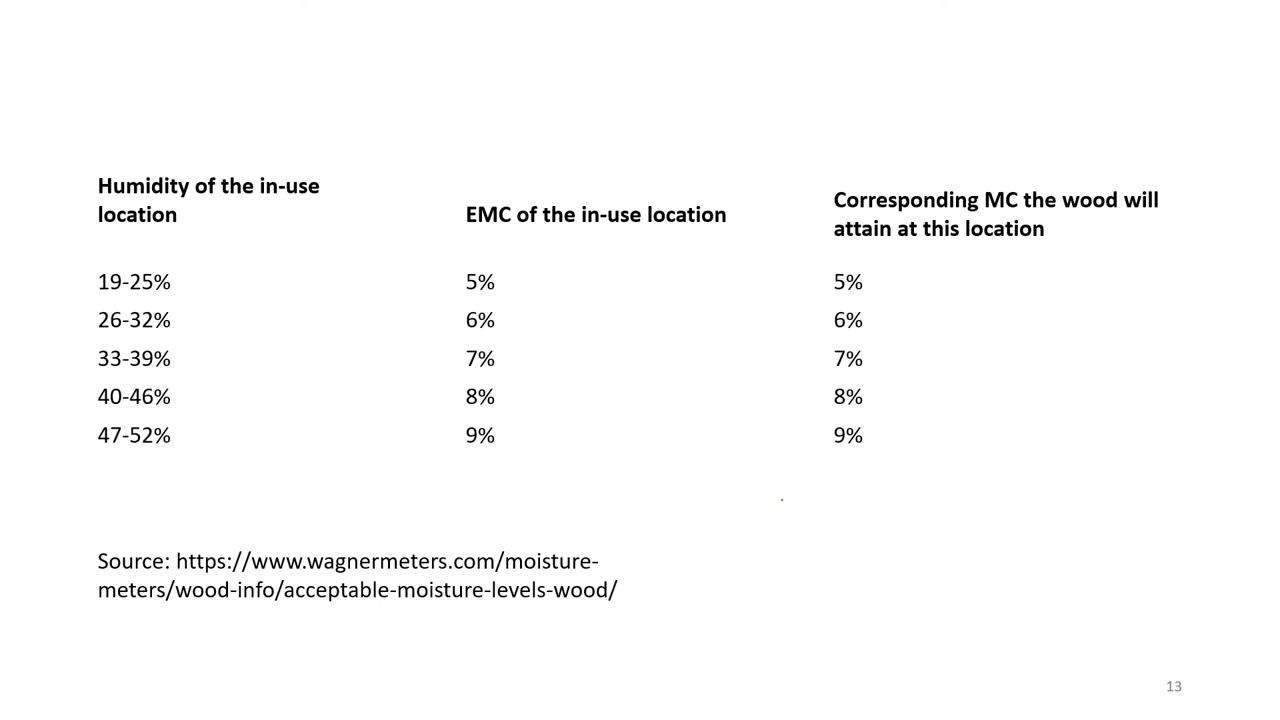 Humidity of the in-use
location
EMC of the in-use location
Corresponding MC the wood will
attain at this location
19-25% 5% 5%
26-32% 6% 6%
33-39% 7% 7%
40-46% 8% 8%
47-52% 9% 9%
Source: https://www.wagnermeters.com/moisture-
meters/wood-info/acceptable-moisture-levels-wood/
13